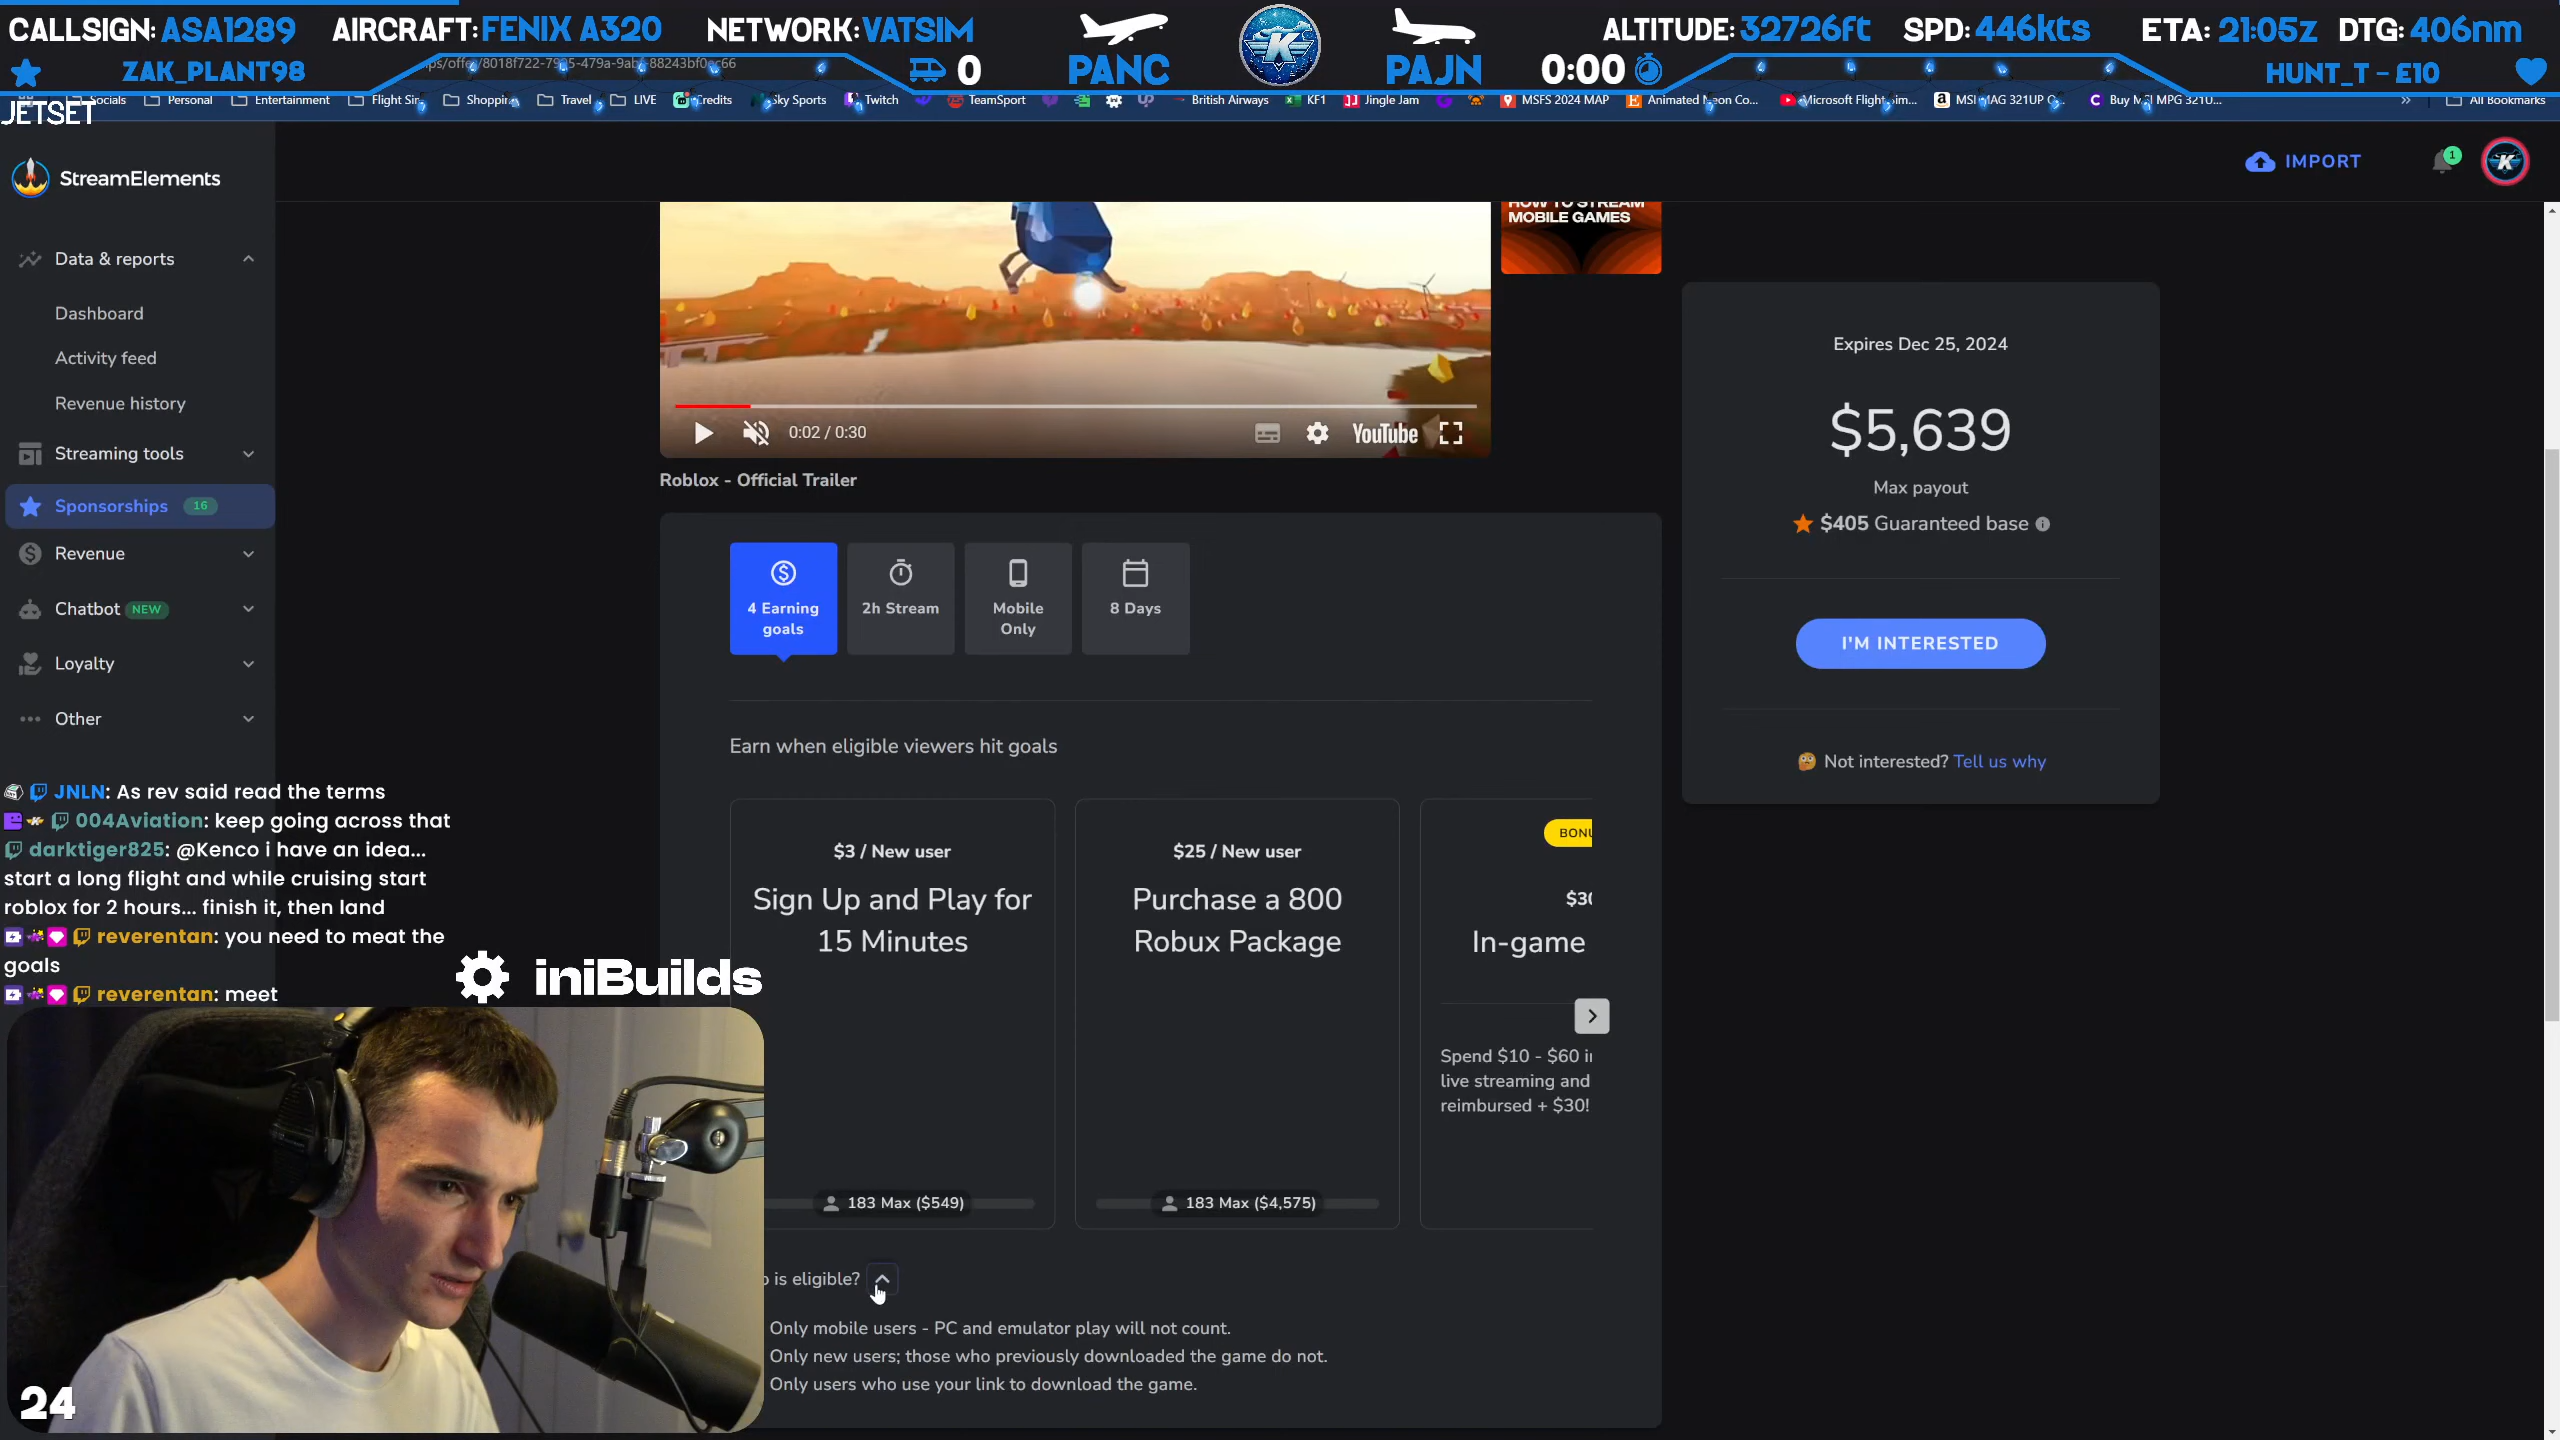 CALLSIGN: ASA1289 AIRCRAFT: FENIX A320 NETWORK: VATSIM
ZAK_PLANT98
0
PANC
K
PAJN
0:00
ALTITUDE: 32726ft SPD: 446kts ETA: 21:05z DTG: 406nm
HUNT_T - £10
Socials Personal Entertainment LIVE Credits Sky Sports Twitch TeamSport British Airways KF1 Jingle Jam MSFS 2024 MAP All Bookmarks
JETSET
StreamElements
IMPORT
1
Data & reports
Dashboard
Activity feed
Revenue history
Streaming tools
Sponsorships 16
Revenue
Chatbot NEW
Loyalty
Other
HOW TO STREAM
MOBILE GAMES
0:02 / 0:30
YouTube
Roblox - Official Trailer
4 Earning
goals
2h Stream
Mobile
Only
8 Days
Earn when eligible viewers hit goals
$3 / New user
Sign Up and Play for
15 Minutes
183 Max ($549)
$25 / New user
Purchase a 800
Robux Package
183 Max ($4,575)
In-game
Spend $10 - $60
live streaming and
reimbursed + $30!
is eligible?
Only mobile users - PC and emulator play will not count.
Only new users; those who previously downloaded the game do not.
Only users who use your link to download the game.
Expires Dec 25, 2024
$5,639
Max payout
$405 Guaranteed base
I'M INTERESTED
Not interested? Tell us why
JNLN: As rev said read the terms
004Aviation: keep going across that
darktiger825: @Kenco i have an idea...
start a long flight and while cruising start
roblox for 2 hours... finish it, then land
reverentan: you need to meat the
goals
reverentan: meet
iniBuilds
24